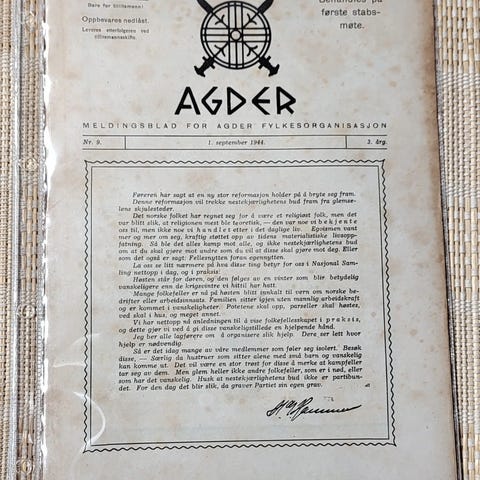 Bare for tillitsmenn!
Oppbevares nedlåst.
Leveres etterfølgeren ved
tillitsmannsskifte.
Behandles på
første stabs-
møte.
AGDER
MELDINGSBLAD FOR AGDER FYLKESORGANISASJON
Nr. 9.
1. september 1944.
3. årg.
Føreren har sagt at en ny stor reformasjon holder på å bryte seg fram.
Denne reformasjon vil trekke nestekjærlighetens bud fram fra glemse-
lens skjulesteder.
Det norske folket har regnet seg for å være et religiøst folk, men det
var blitt slik, at religionen mest ble teoretisk, — den var noe vi bekjente
oss til, men ikke noe vi handlet etter i det daglige liv. Egoismen vant
mer og mer om seg, kraftig støttet opp av tidens materialistiske livsopp-
fatning. Så ble det alles kamp mot alle, og ikke nestekjærlighetens bud
om at du skal gjøre mot andre som du vil de skal gjøre mot deg. Eller
som det også er sagt: Fellesnytten foran egennytten.
La oss se litt nærmere på hva disse ting betyr for oss i Nasjonal Sam-
ling nettopp i dag, og i praksis:
Høsten står for døren, og den følges av en vinter som blir betydelig
vanskeligere enn de krigsvintre vi hittil har hatt.
Mange folkefeller er nå på høsten blitt innkalt til vern om norske be-
drifter eller arbeidsinnsats. Familien sitter igjen uten mannlig arbeidskraft
og er kommet i vanskeligheter. Potetene skal opp, parseller skal høstes,
ved skal i hus, og meget annet.
Vi har nettopp nå anledningen til å vise folkefellesskapet i praksis,
og dette gjør vi ved å gi disse vanskeligstillede en hjelpende hånd.
Jeg ber alle lagførere om å organisere slik hjelp. Dere ser lett hvor
hjelp er nødvendig.
Så er det idag mange av våre medlemmer som føler seg isolert. Besøk
disse, — Særlig da hustruer som sitter alene med små barn og vanskelig
kan komme ut. Det vil være en stor trøst for disse å merke at kampfeller
tar seg av dem. Men glem heller ikke andre folkefeller, som er i nød, eller
som har det vanskelig. Husk at nestekjærlighetens bud ikke er partibun-
det. For den dag det blir slik, da graver Partiet sin egen grav.